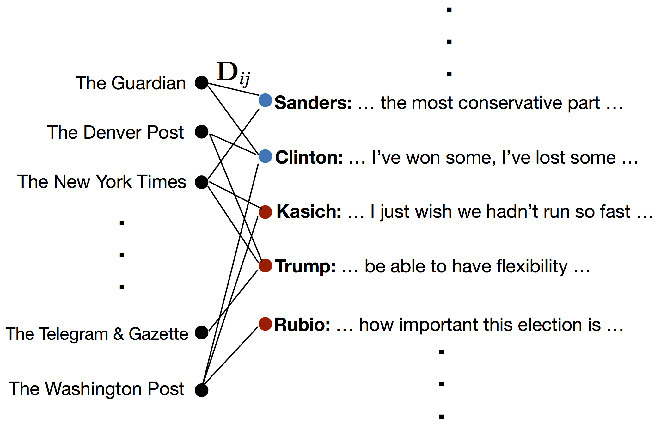 D_ij
The Guardian
Sanders: ... the most conservative part ...
The Denver Post
Clinton: ... I've won some, I've lost some ...
The New York Times
Kasich: ... I just wish we hadn't run so fast ...
Trump: ... be able to have flexibility ...
The Telegram & Gazette
Rubio: ... how important this election is ...
The Washington Post